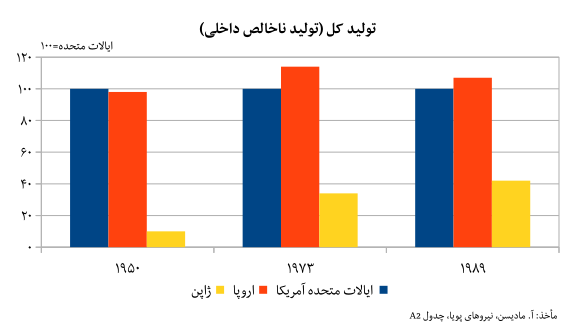 تولید کل (تولید ناخالص داخلی)
ایالات متحده=۱۰۰
۱۲۰
۱۰۰
۸۰
۶۰
۴۰
۲۰
۰
۱۹۵۰ ۱۹۷۳ ۱۹۸۹
ایالات متحده آمریکا اروپا ژاپن
مأخذ: آ. مادیسن، نیروهای پویا، جدول A2